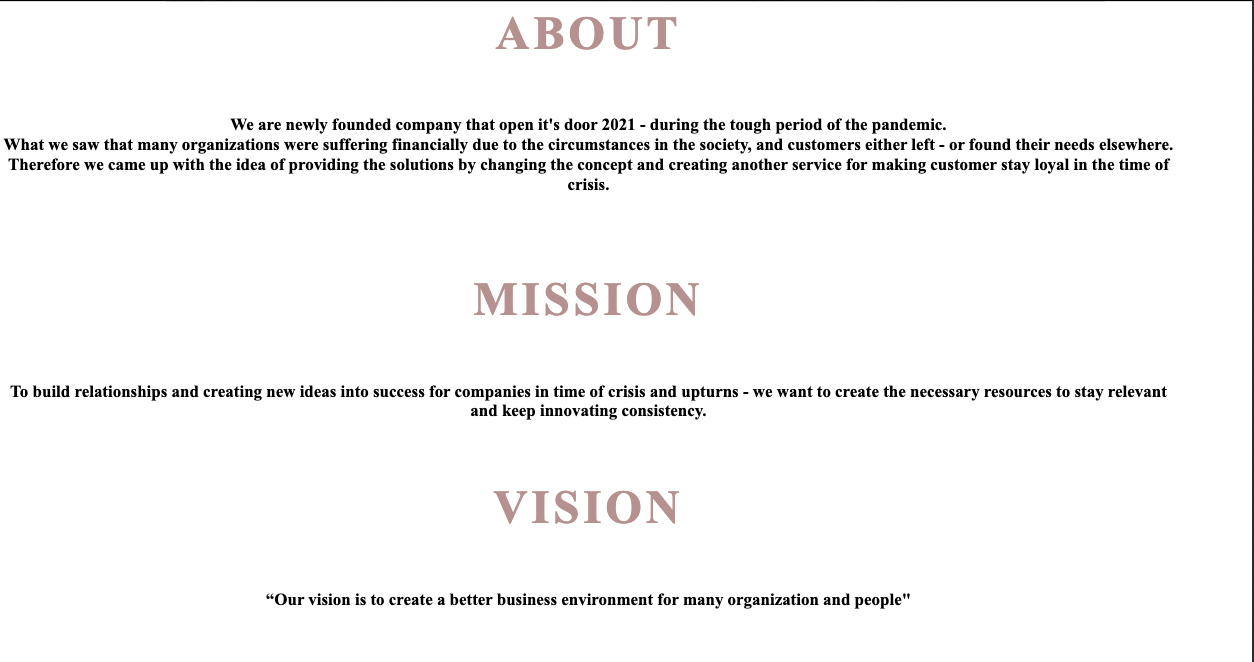 ABOUT
We are newly founded company that open it's door 2021 - during the tough period of the pandemic.
What we saw that many organizations were suffering financially due to the circumstances in the society, and customers either left - or found their needs elsewhere.
Therefore we came up with the idea of providing the solutions by changing the concept and creating another service for making customer stay loyal in the time of
crisis.
MISSION
To build relationships and creating new ideas into success for companies in time of crisis and upturns - we want to create the necessary resources to stay relevant
and keep innovating consistency.
VISION
“Our vision is to create a better business environment for many organization and people"